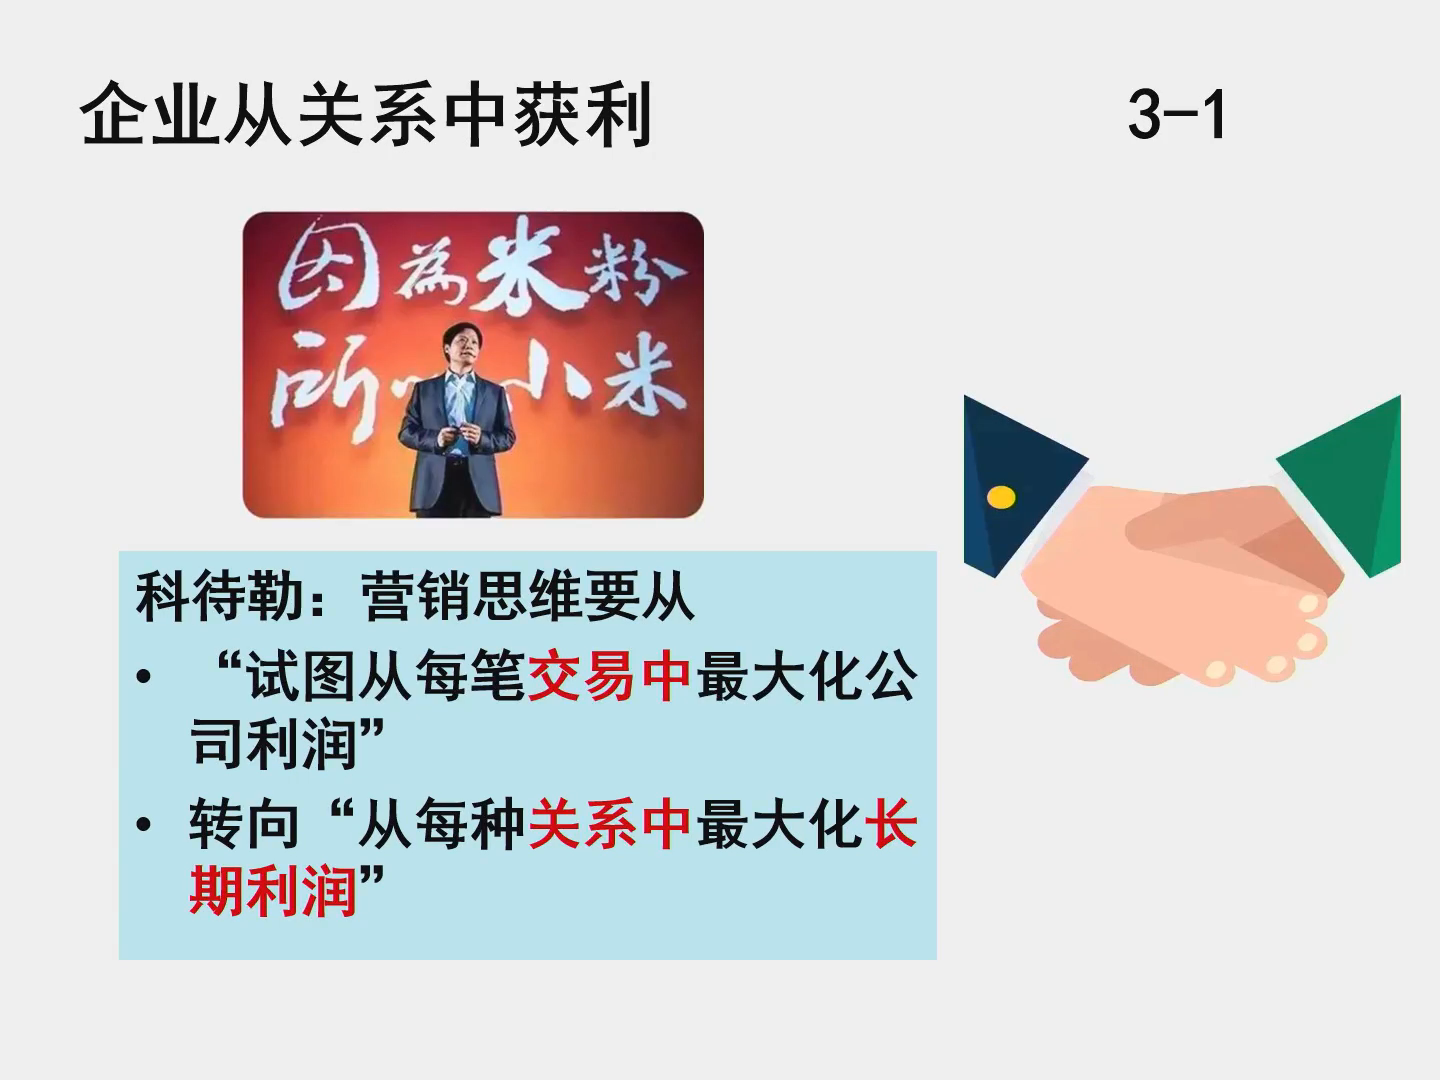 企业从关系中获利
3-1
因為米粉
所以小米
科待勒：营销思维要从
• “试图从每笔交易中最大化公
司利润”
• 转向“从每种关系中最大化长
期利润”